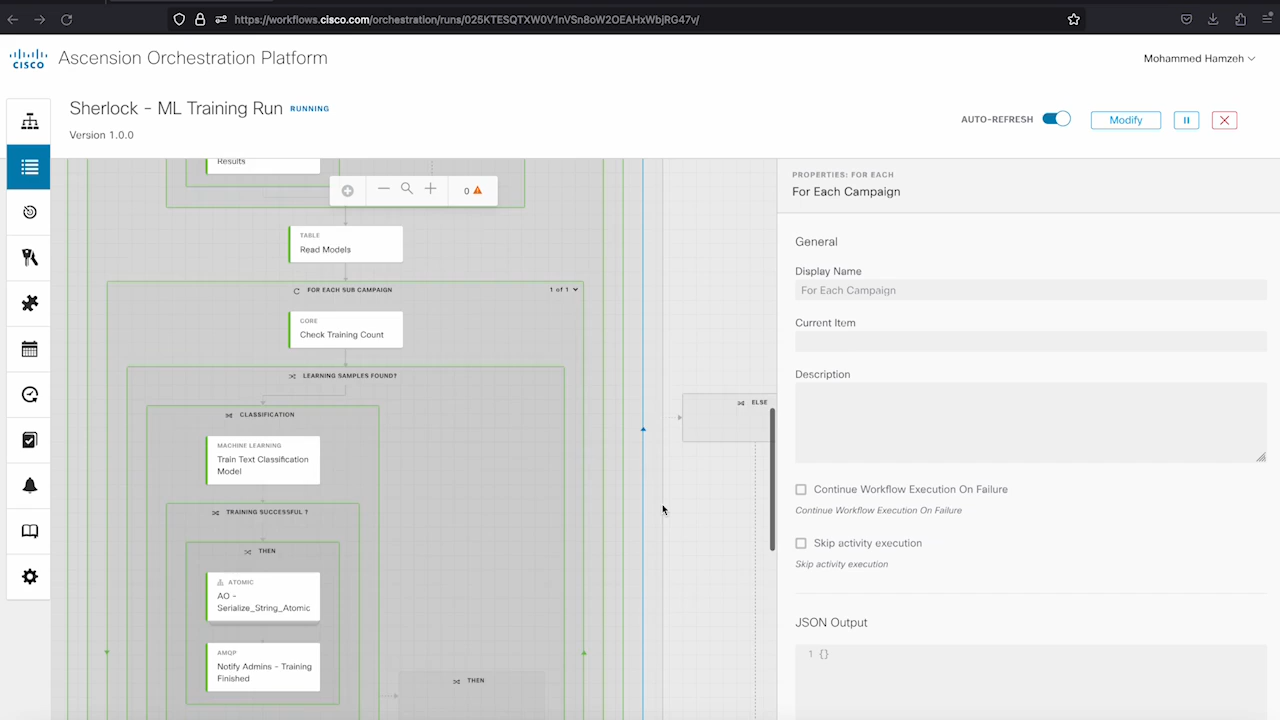 https://workflows.cisco.com/orchestration/runs/025KTESQTXW0V1nVSn8oW2OEAHxWbjRG47v/
cisco
Ascension Orchestration Platform
Mohammed Hamzeh
Sherlock - ML Training Run RUNNING
Version 1.0.0
AUTO-REFRESH
Modify
Results
0
TABLE
Read Models
FOR EACH SUB CAMPAIGN
1 of 1
CORE
Check Training Count
LEARNING SAMPLES FOUND?
CLASSIFICATION
MACHINE LEARNING
Train Text Classification
Model
TRAINING SUCCESSFUL ?
THEN
ATOMIC
AO -
Serialize_String_Atomic
AMQP
Notify Admins - Training
Finished
THEN
ELSE
PROPERTIES: FOR EACH
For Each Campaign
General
Display Name
For Each Campaign
Current Item
Description
Continue Workflow Execution On Failure
Continue Workflow Execution On Failure
Skip activity execution
Skip activity execution
JSON Output
1 {}